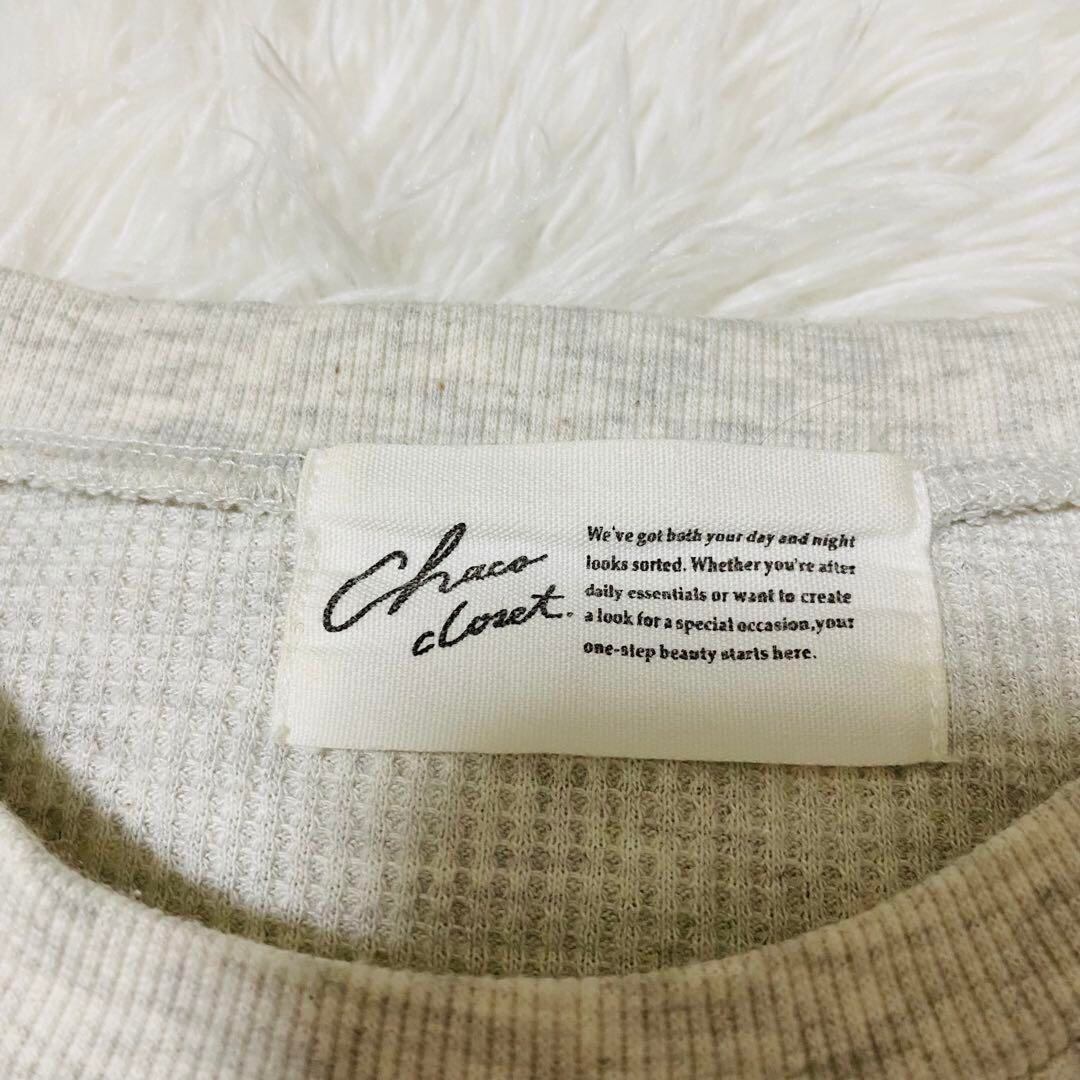 Chaco
closet.
We've got both your day and night
looks sorted. Whether you're after
daily essentials or want to create
a look for a special occasion,your
one-step beauty starts here.